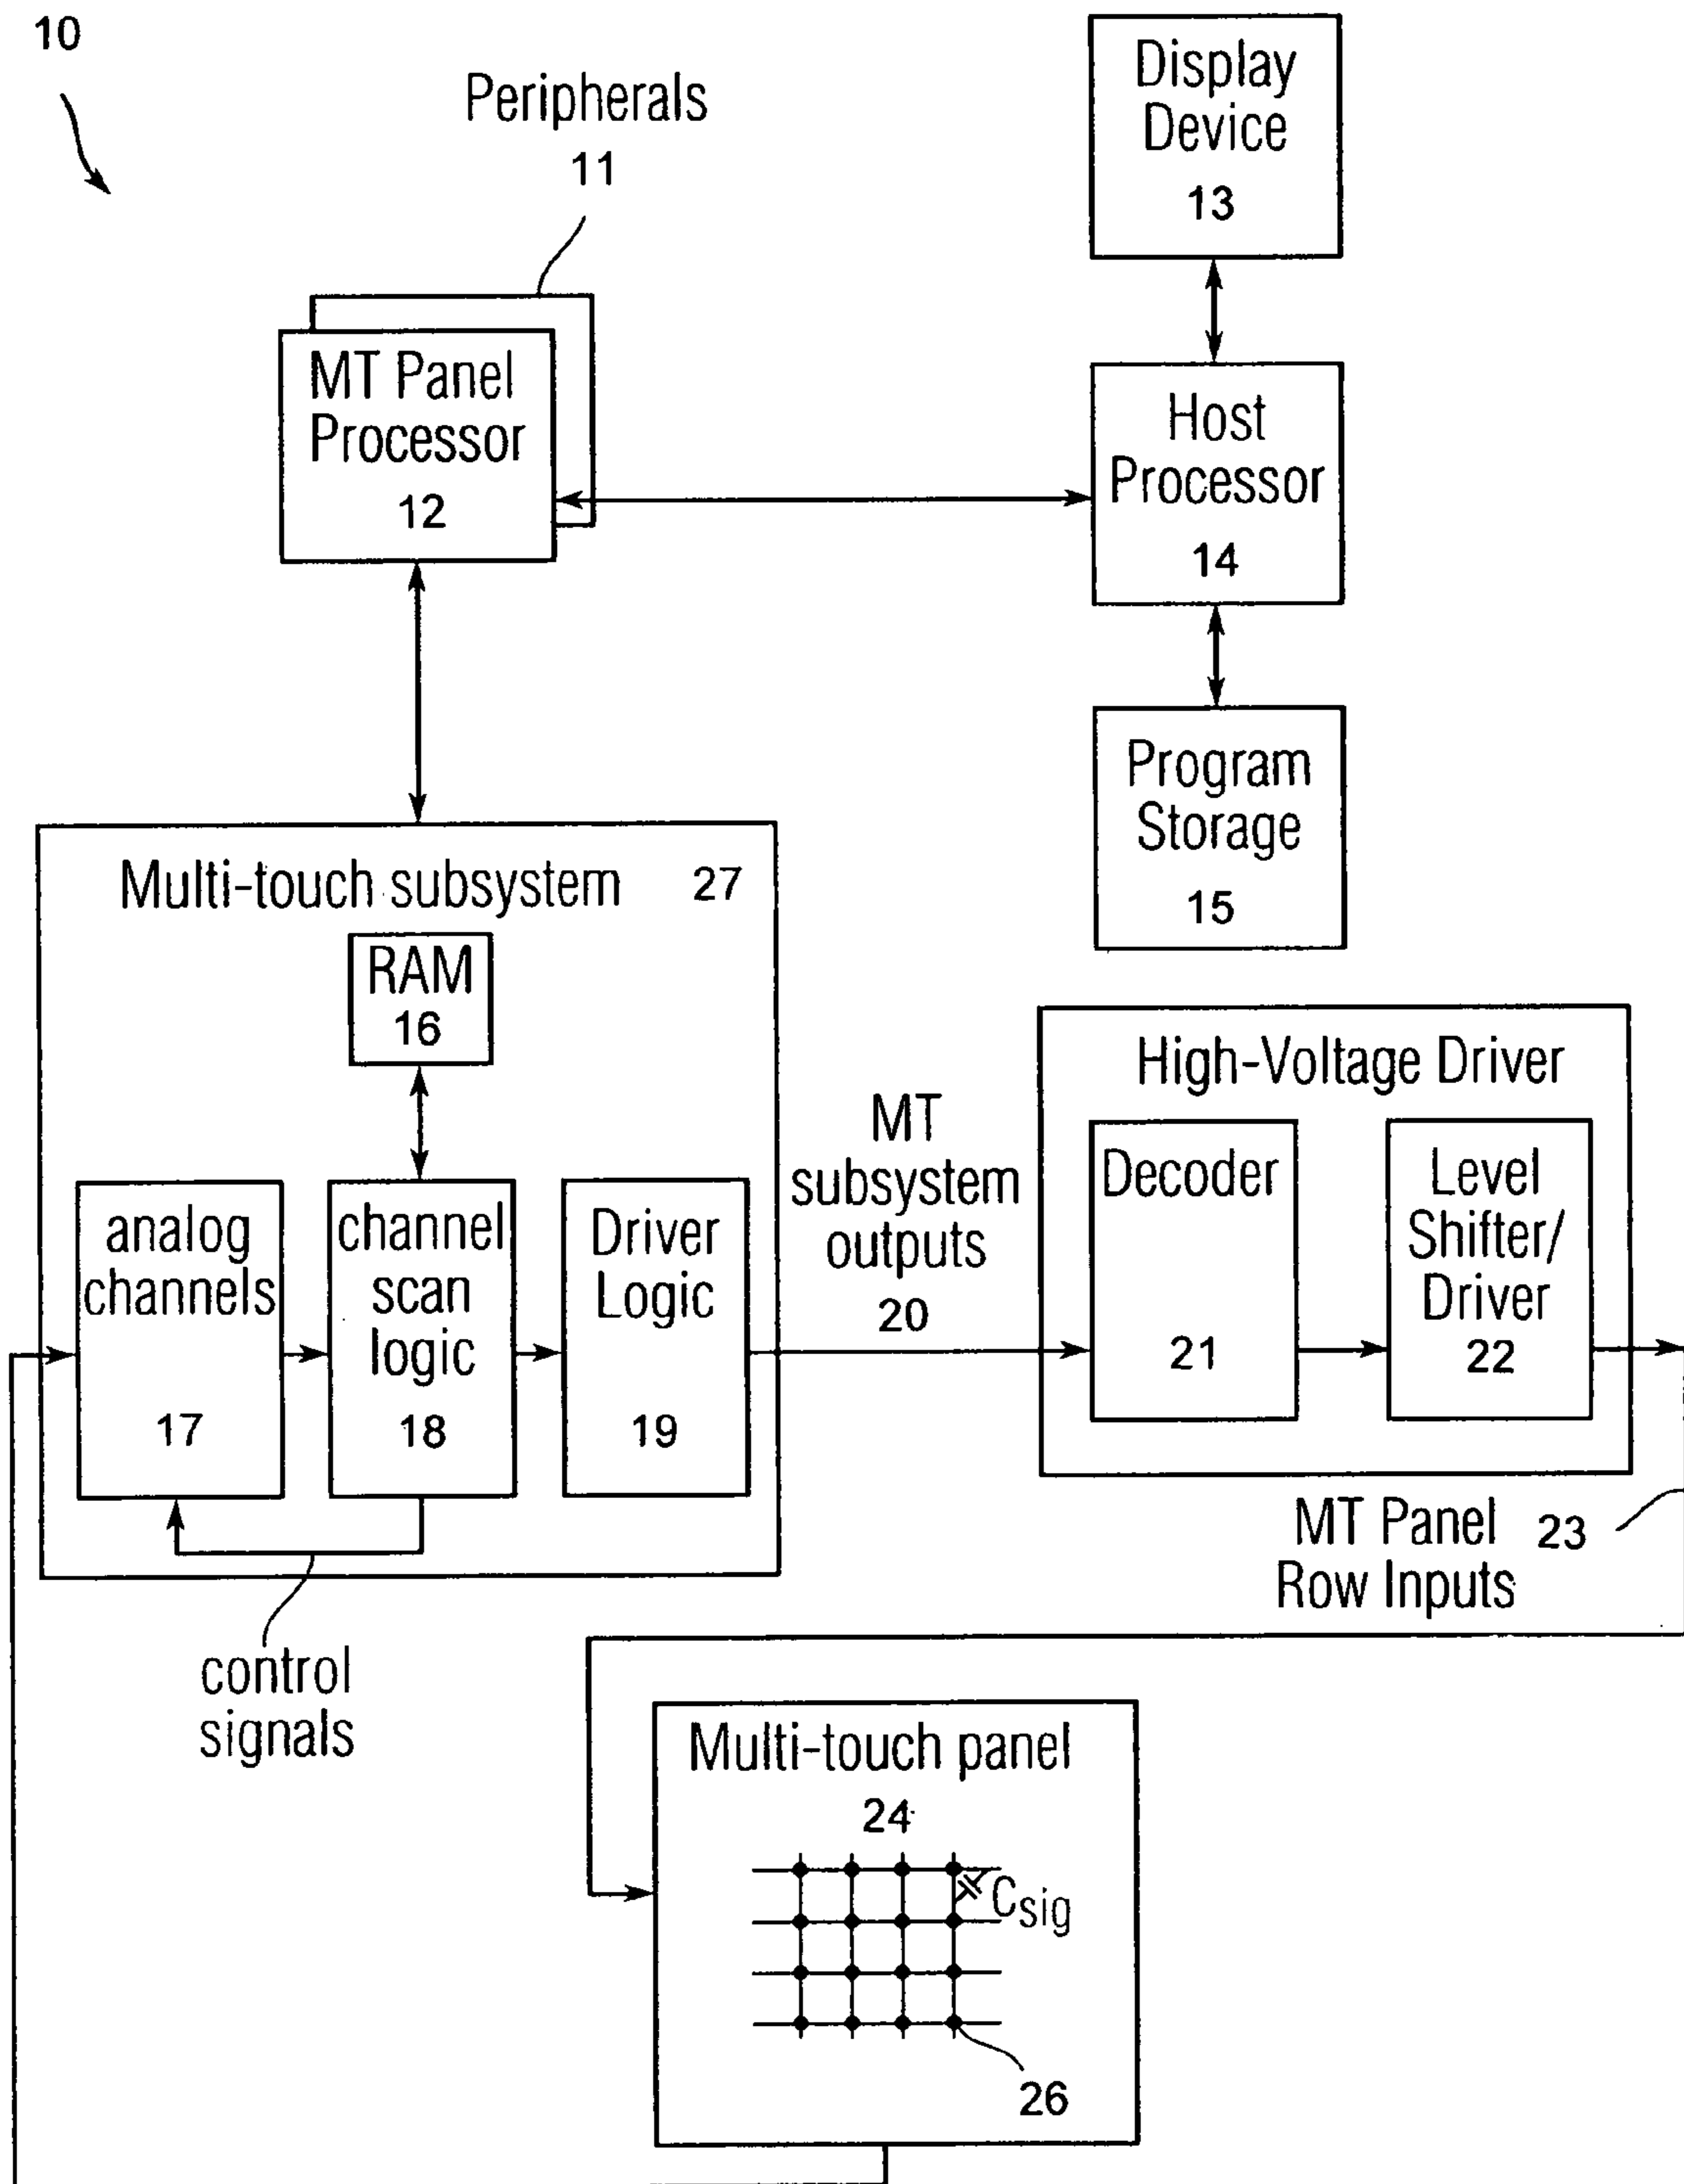 10
Peripherals
11
Display
Device
13
MT Panel
Processor
12
Host
Processor
14
Program
Storage
15
Multi-touch subsystem 27
RAM
16
analog
channels
17
channel
scan
logic
18
Driver
Logic
19
control
signals
MT
subsystem
outputs
20
High-Voltage Driver
Decoder
21
Level
Shifter/
Driver
22
MT Panel 23
Row Inputs
Multi-touch panel
24
Csig
26